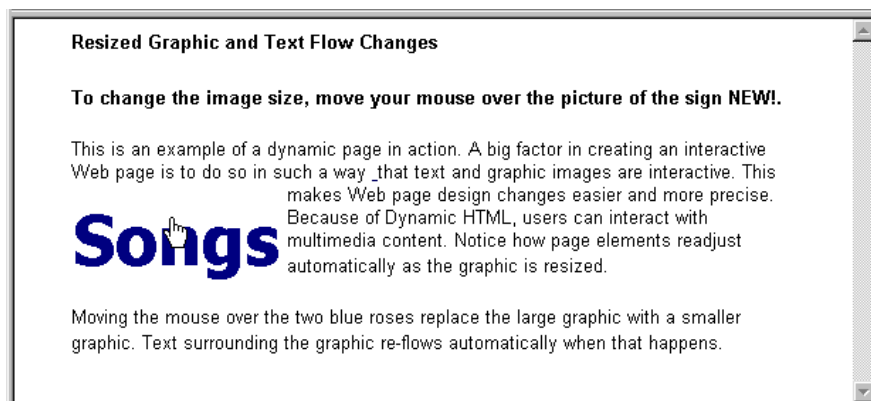 Resized Graphic and Text Flow Changes
To change the image size, move your mouse over the picture of the sign NEW!.
This is an example of a dynamic page in action. A big factor in creating an interactive
Web page is to do so in such a way _that text and graphic images are interactive. This
makes Web page design changes easier and more precise.
Because of Dynamic HTML, users can interact with
multimedia content. Notice how page elements readjust
automatically as the graphic is resized.
Songs
Moving the mouse over the two blue roses replace the large graphic with a smaller
graphic. Text surrounding the graphic re-flows automatically when that happens.